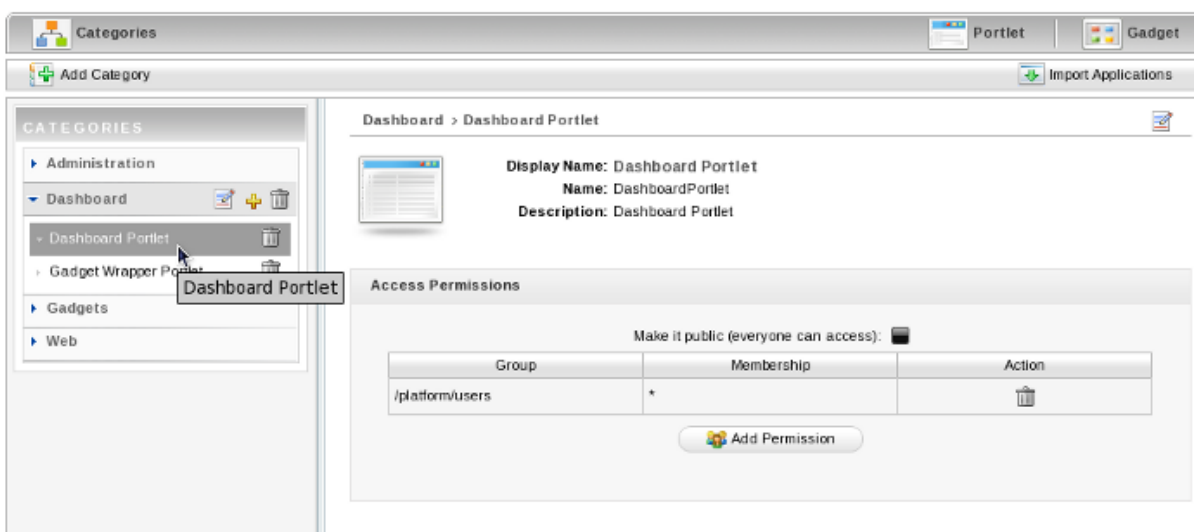 Categories Portlet Gadget
Add Category Import Applications
CATEGORIES
Administration
Dashboard
Dashboard Portlet
Gadget Wrapper Portlet
Dashboard Portlet
Gadgets
Web
Dashboard > Dashboard Portlet
Display Name: Dashboard Portlet
Name: DashboardPortlet
Description: Dashboard Portlet
Access Permissions
Make it public (everyone can access):
Group Membership Action
/platform/users *
Add Permission